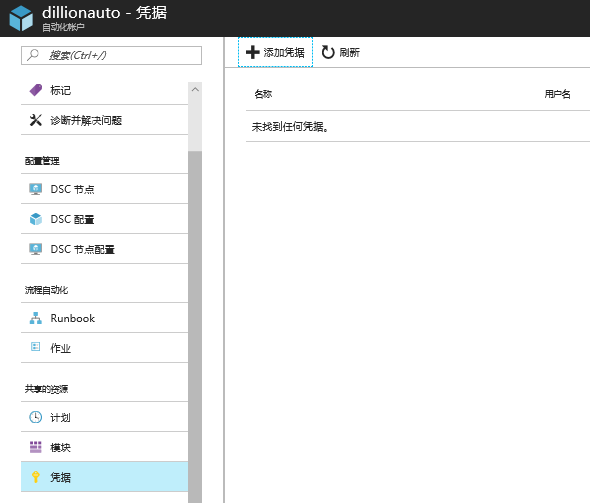 dillionauto - 凭据
自动化帐户
搜索(Ctrl+/)
标记
诊断并解决问题
配置管理
DSC 节点
DSC 配置
DSC 节点配置
流程自动化
Runbook
作业
共享的资源
计划
模块
凭据
添加凭据 刷新
名称 用户名
未找到任何凭据。